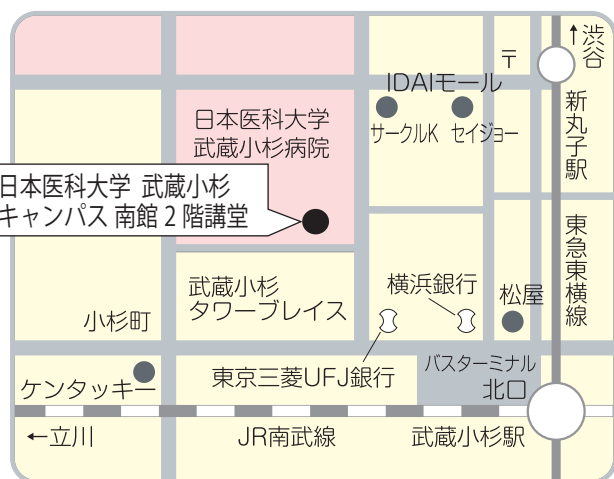 ↑渋谷
〒
IDAIモール
サークルK セイジョー
新丸子駅
日本医科大学
武蔵小杉病院
日本医科大学 武蔵小杉
キャンパス 南館2階講堂
東急東横線
武蔵小杉
タワープレイス
横浜銀行
松屋
小杉町
東京三菱UFJ銀行
バスターミナル
北口
ケンタッキー
←立川
JR南武線
武蔵小杉駅